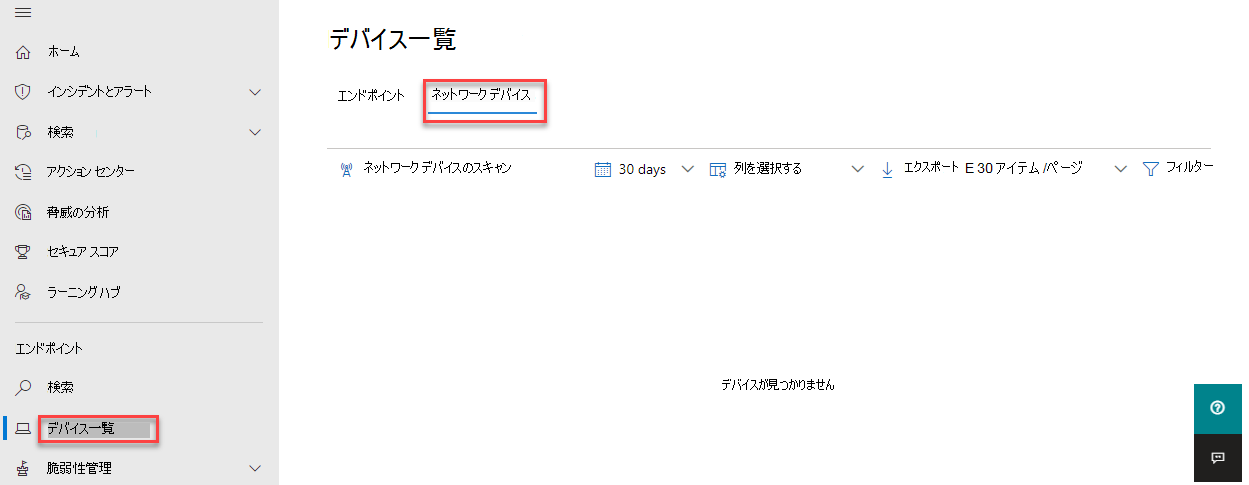 ホーム
インシデントとアラート
検索
アクション センター
脅威の分析
セキュア スコア
ラーニング ハブ
エンドポイント
検索
デバイス一覧
脆弱性管理
デバイス一覧
エンドポイント ネットワーク デバイス
ネットワーク デバイスのスキャン 30 days 列を選択する エクスポート E 30 アイテム /ページ フィルター
デバイスが見つかりません